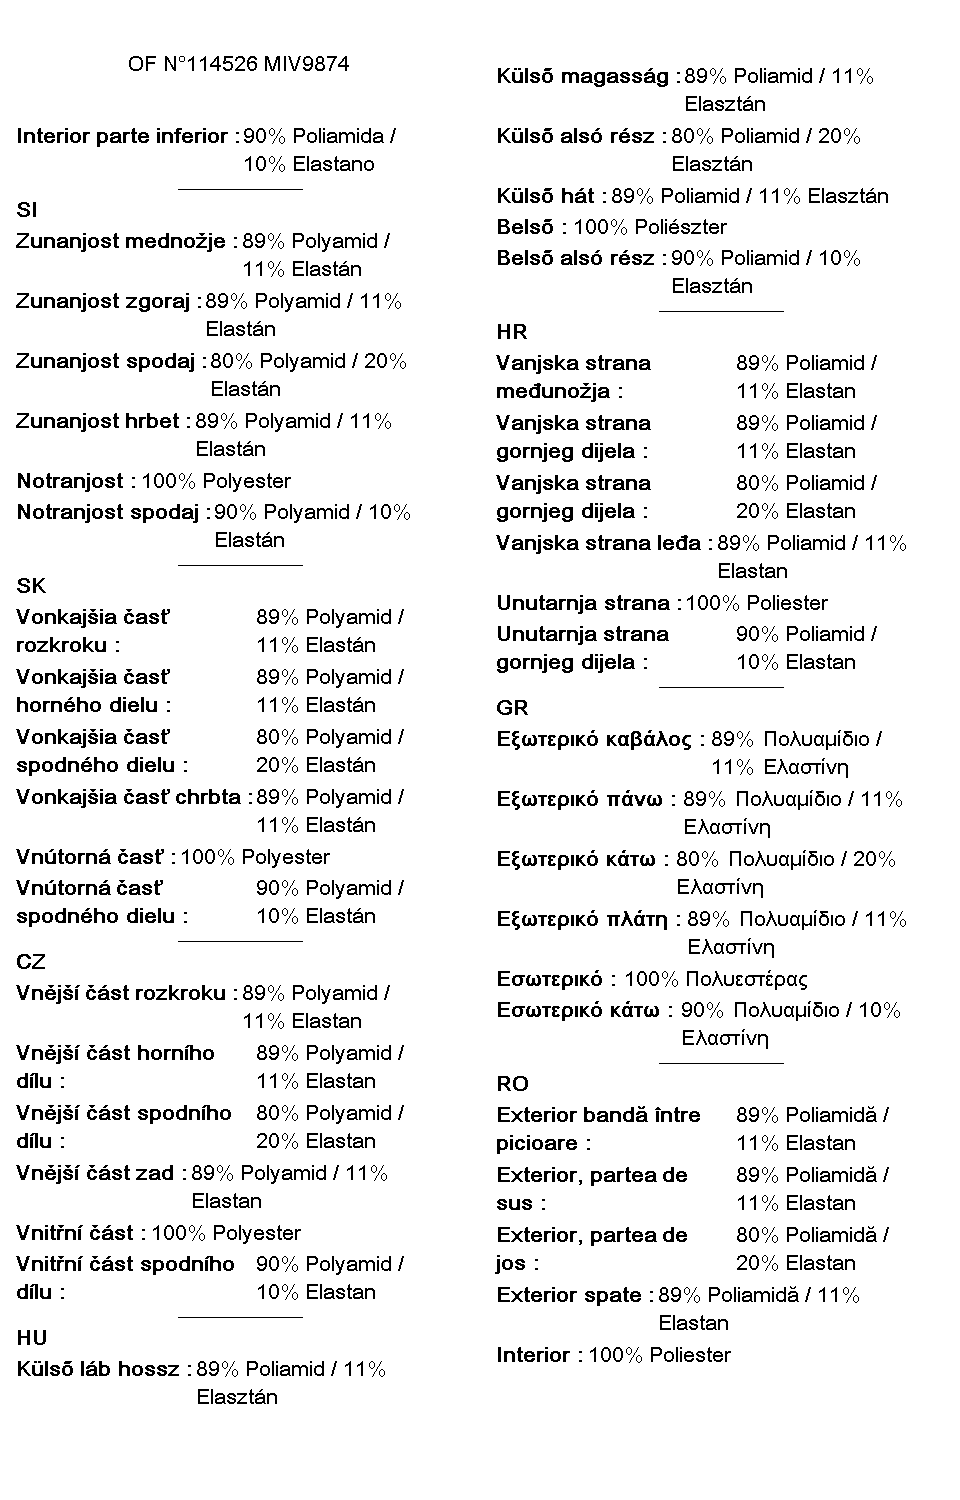 OF N°114526 MIV9874
Interior parte inferior : 90% Poliamida /
10% Elastano
SI
Zunanjost mednožje : 89% Polyamid /
11% Elastán
Zunanjost zgoraj : 89% Polyamid / 11%
Elastán
Zunanjost spodaj : 80% Polyamid / 20%
Elastán
Zunanjost hrbet : 89% Polyamid / 11%
Elastán
Notranjost : 100% Polyester
Notranjost spodaj : 90% Polyamid / 10%
Elastán
SK
Vonkajšia časť 89% Polyamid /
rozkroku : 11% Elastán
Vonkajšia časť 89% Polyamid /
horného dielu : 11% Elastán
Vonkajšia časť 80% Polyamid /
spodného dielu : 20% Elastán
Vonkajšia časť chrbta : 89% Polyamid /
11% Elastán
Vnútorná časť : 100% Polyester
Vnútorná časť 90% Polyamid /
spodného dielu : 10% Elastán
CZ
Vnější část rozkroku : 89% Polyamid /
11% Elastan
Vnější část horního 89% Polyamid /
dílu : 11% Elastan
Vnější část spodního 80% Polyamid /
dílu : 20% Elastan
Vnější část zad : 89% Polyamid / 11%
Elastan
Vnitřní část : 100% Polyester
Vnitřní část spodního 90% Polyamid /
dílu : 10% Elastan
HU
Külsõ láb hossz : 89% Poliamid / 11%
Elasztán
Külsõ magasság : 89% Poliamid / 11%
Elasztán
Külsõ alsó rész : 80% Poliamid / 20%
Elasztán
Külsõ hát : 89% Poliamid / 11% Elasztán
Belsõ : 100% Poliészter
Belsõ alsó rész : 90% Poliamid / 10%
Elasztán
HR
Vanjska strana 89% Poliamid /
međunožja : 11% Elastan
Vanjska strana 89% Poliamid /
gornjeg dijela : 11% Elastan
Vanjska strana 80% Poliamid /
gornjeg dijela : 20% Elastan
Vanjska strana leđa : 89% Poliamid / 11%
Elastan
Unutarnja strana : 100% Poliester
Unutarnja strana 90% Poliamid /
gornjeg dijela : 10% Elastan
GR
Εξωτερικό καβάλος : 89% Πολυαμίδιο /
11% Ελαστίνη
Εξωτερικό πάνω : 89% Πολυαμίδιο / 11%
Ελαστίνη
Εξωτερικό κάτω : 80% Πολυαμίδιο / 20%
Ελαστίνη
Εξωτερικό πλάτη : 89% Πολυαμίδιο / 11%
Ελαστίνη
Εσωτερικό : 100% Πολυεστέρας
Εσωτερικό κάτω : 90% Πολυαμίδιο / 10%
Ελαστίνη
RO
Exterior bandă între 89% Poliamidă /
picioare : 11% Elastan
Exterior, partea de 89% Poliamidă /
sus : 11% Elastan
Exterior, partea de 80% Poliamidă /
jos : 20% Elastan
Exterior spate : 89% Poliamidă / 11%
Elastan
Interior : 100% Poliester